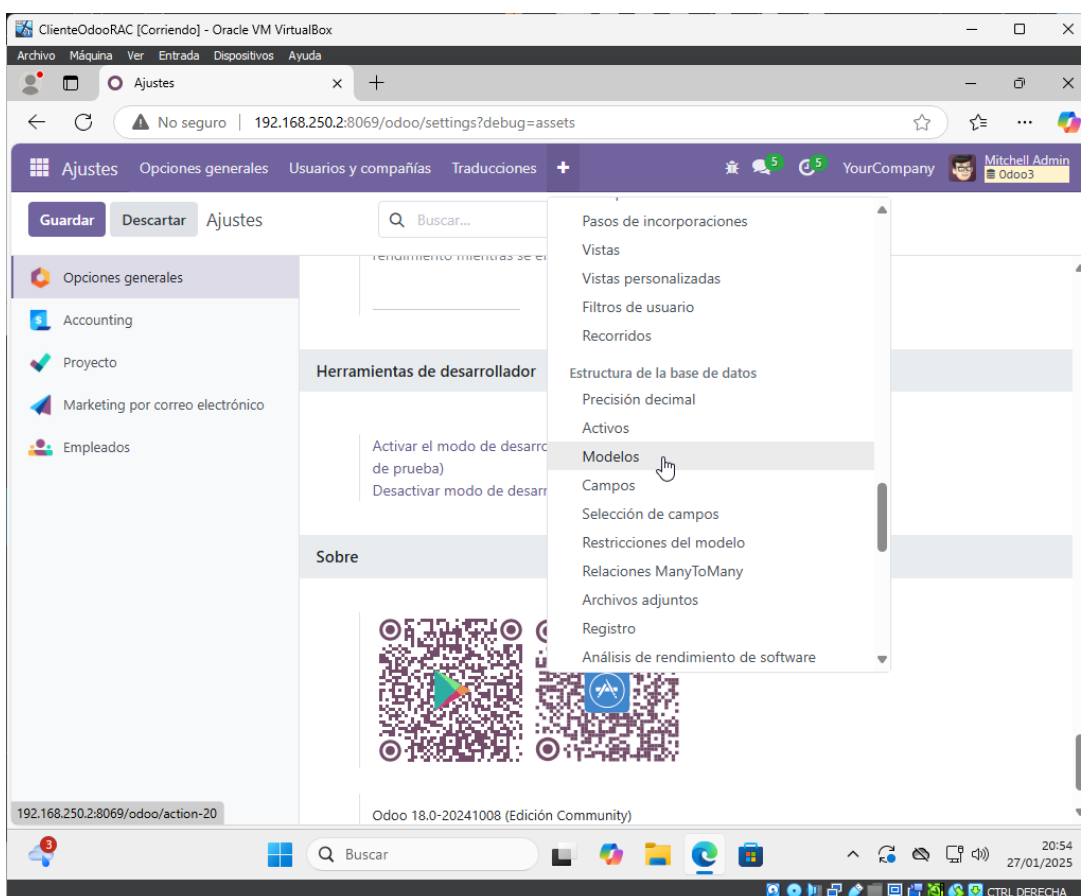 ClienteOdooRAC [Corriendo] - Oracle VM VirtualBox
Archivo Máquina Ver Entrada Dispositivos Ayuda
Ajustes
No seguro | 192.168.250.2:8069/odoo/settings?debug=assets
Ajustes Opciones generales Usuarios y compañías Traducciones + 5 5 YourCompany Mitchell Admin
Odoo3
Guardar Descartar Ajustes Buscar...
Opciones generales
Accounting
Proyecto
Marketing por correo electrónico
Empleados
rendimiento mientras se
Herramientas de desarrollador
Activar el modo de desarro
de prueba)
Desactivar modo de desarr
Sobre
Odoo 18.0-20241008 (Edición Community)
Pasos de incorporaciones
Vistas
Vistas personalizadas
Filtros de usuario
Recorridos
Estructura de la base de datos
Precisión decimal
Activos
Modelos
Campos
Selección de campos
Restricciones del modelo
Relaciones ManyToMany
Archivos adjuntos
Registro
Análisis de rendimiento de software
192.168.250.2:8069/odoo/action-20
3
Buscar
20:54
27/01/2025
CTRL DERECHA